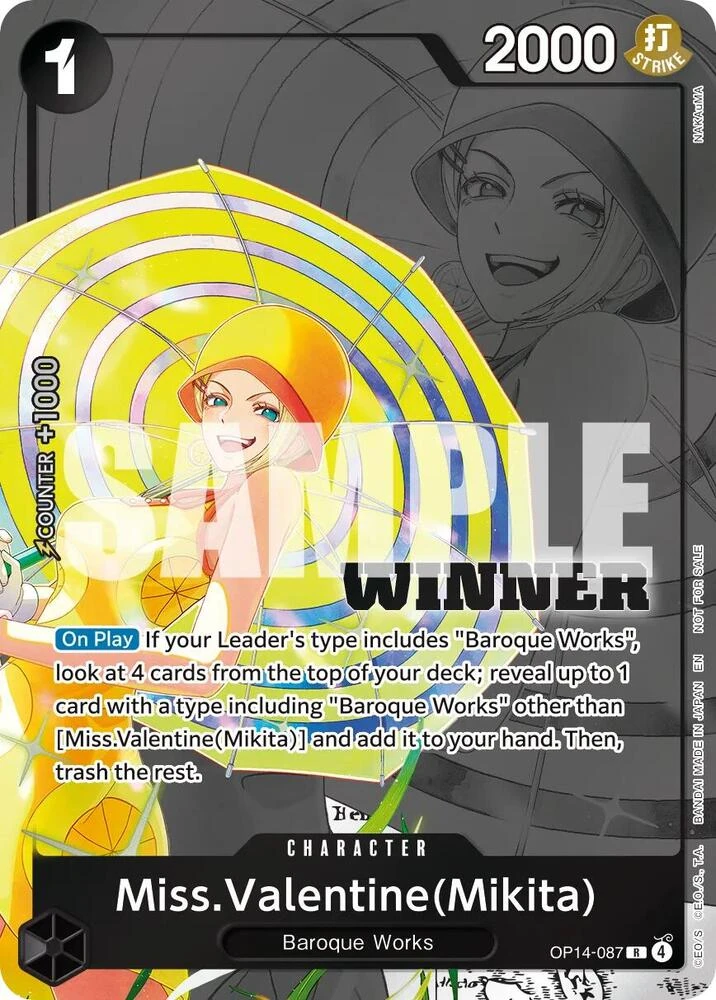 1
2000
打
STRIKE
NAKAuMA
COUNTER +1000
SAMPLE
WINNER
On Play If your Leader's type includes "Baroque Works",
look at 4 cards from the top of your deck; reveal up to 1
card with a type including "Baroque Works" other than
[Miss.Valentine(Mikita)] and add it to your hand. Then,
trash the rest.
CHARACTER
Miss.Valentine(Mikita)
Baroque Works
OP14-087 R 4
©E.O/S ©E.O./S., T.A. BANDAI MADE IN JAPAN EN NOT FOR SALE